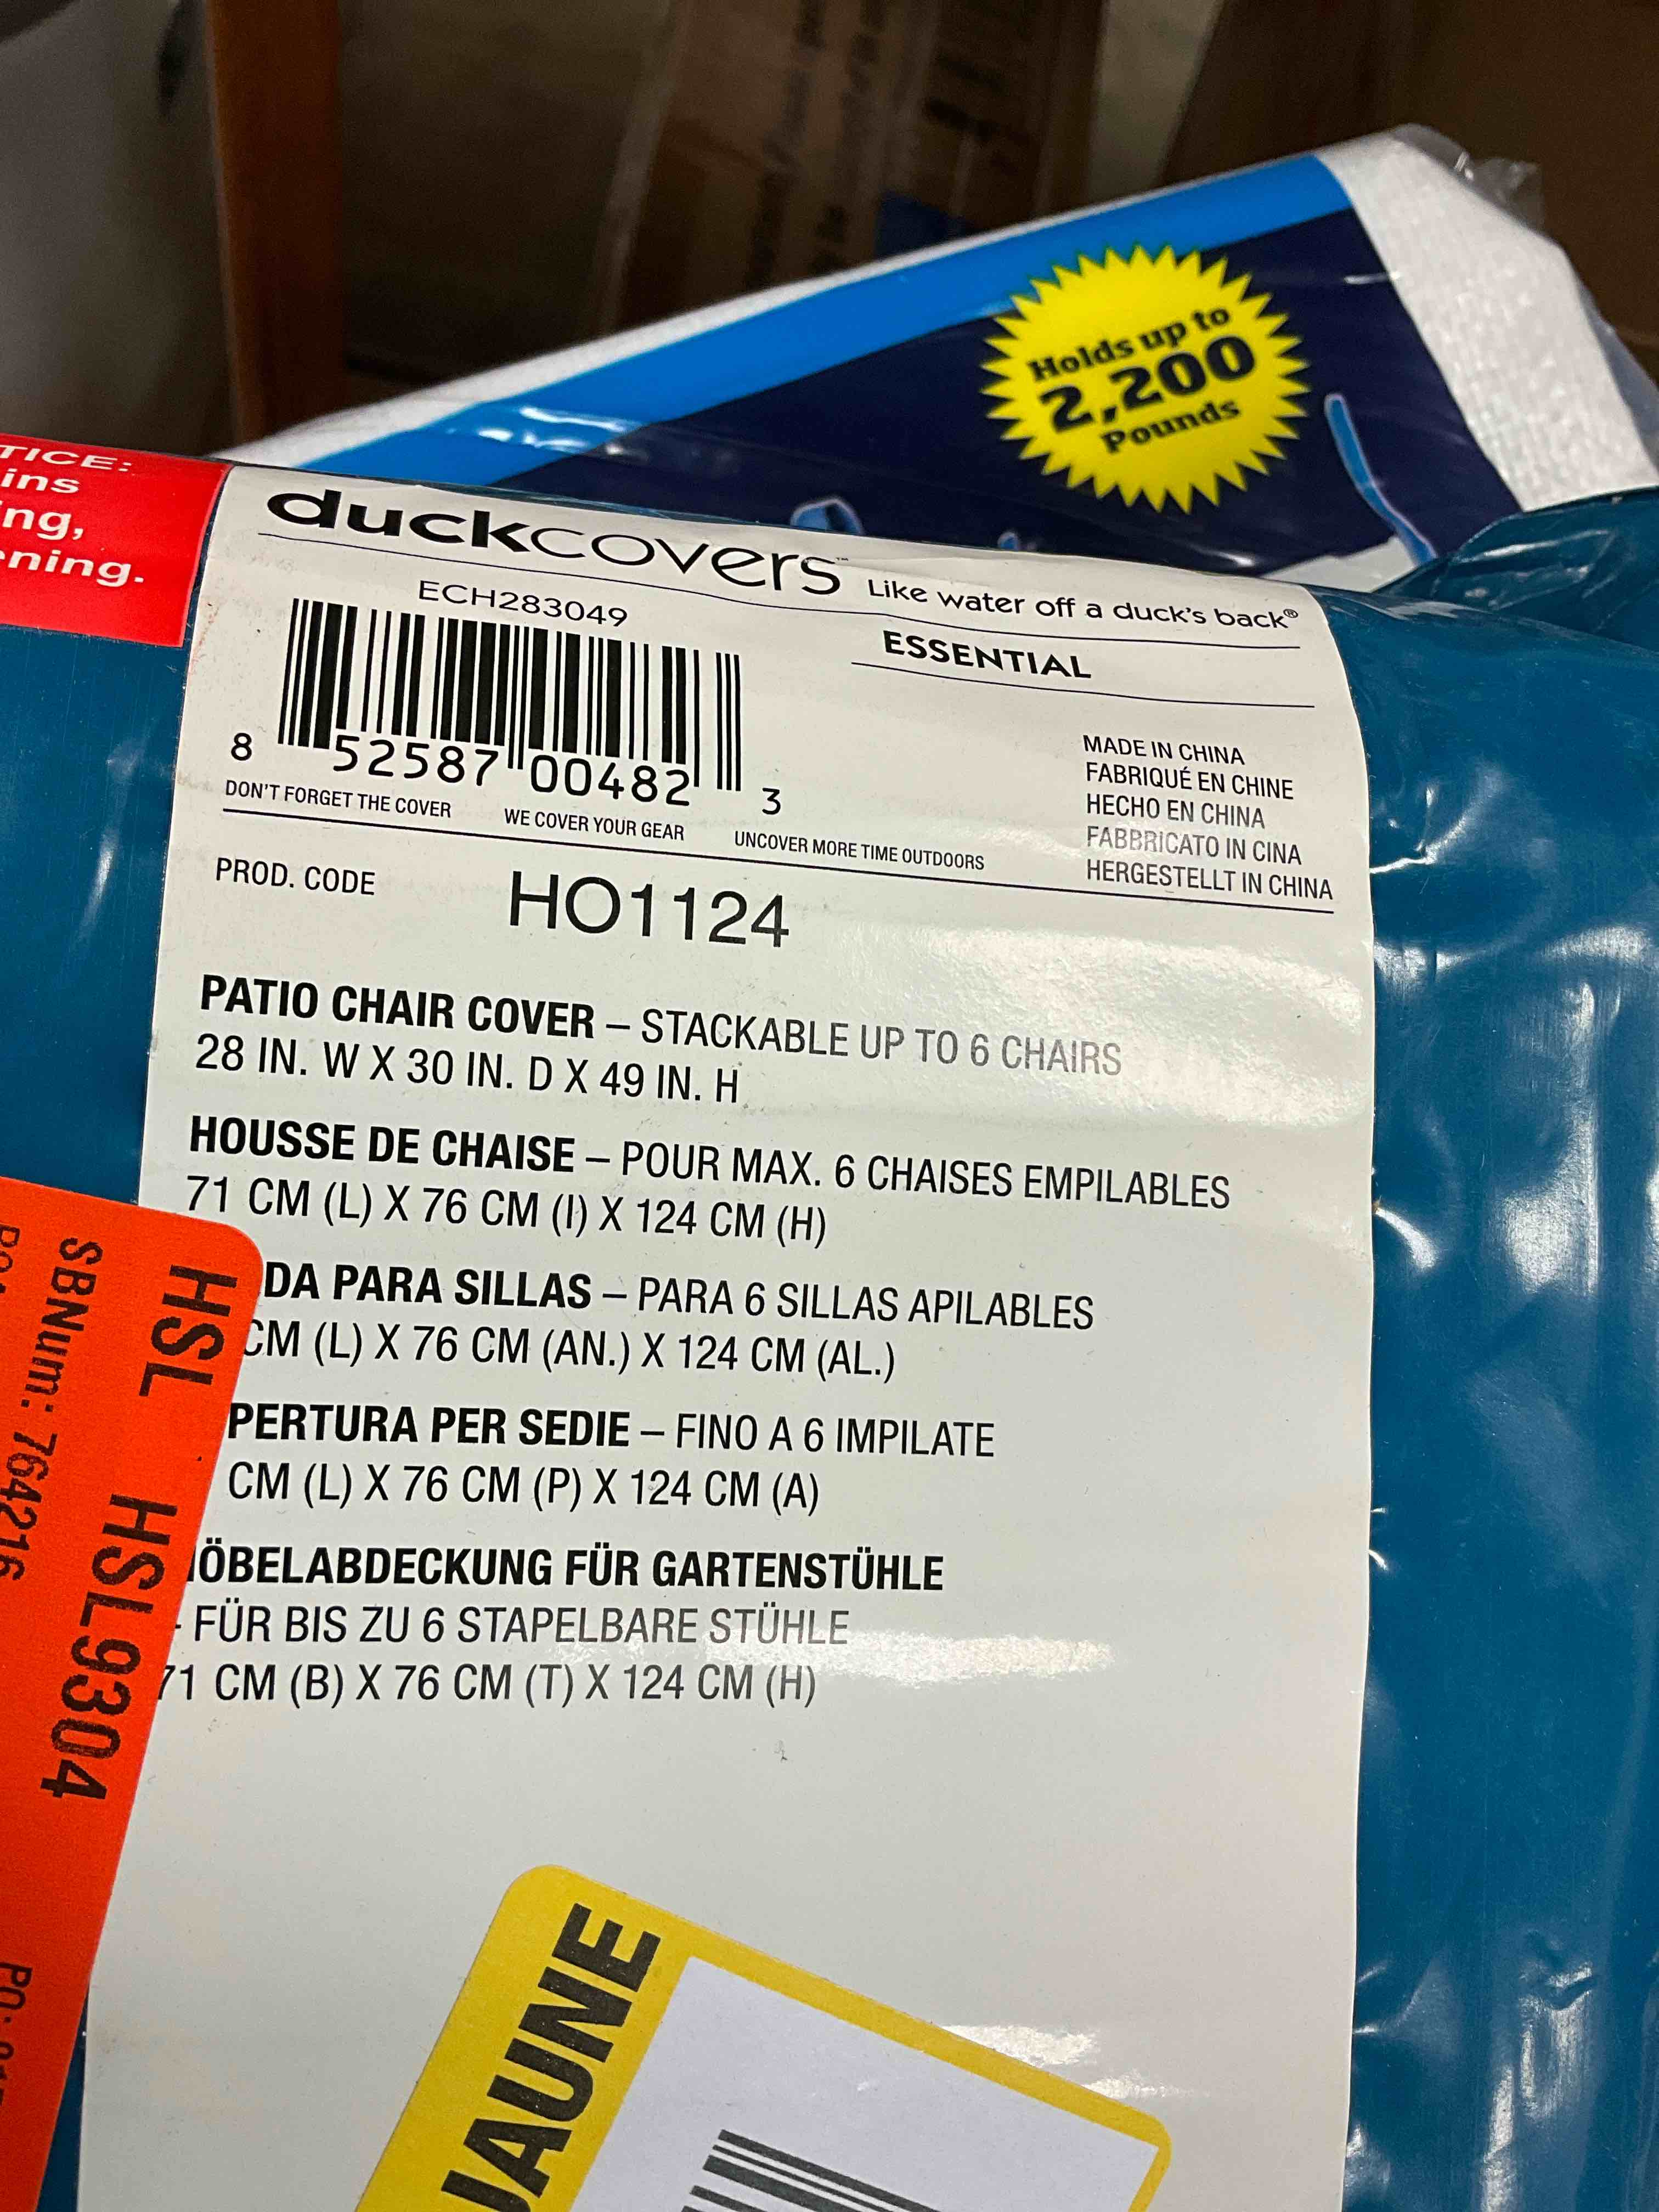 Holds up to
2,200
Pounds
duckcovers™ Like water off a duck's back®
ECH283049
ESSENTIAL
8 52587 00482 3
MADE IN CHINA
FABRIQUÉ EN CHINE
HECHO EN CHINA
FABBRICATO IN CINA
HERGESTELLT IN CHINA
DON'T FORGET THE COVER WE COVER YOUR GEAR UNCOVER MORE TIME OUTDOORS
PROD. CODE HO1124
PATIO CHAIR COVER – STACKABLE UP TO 6 CHAIRS
28 IN. W X 30 IN. D X 49 IN. H
HOUSSE DE CHAISE – POUR MAX. 6 CHAISES EMPILABLES
71 CM (L) X 76 CM (I) X 124 CM (H)
DA PARA SILLAS – PARA 6 SILLAS APILABLES
CM (L) X 76 CM (AN.) X 124 CM (AL.)
PERTURA PER SEDIE – FINO A 6 IMPILATE
CM (L) X 76 CM (P) X 124 CM (A)
ÖBELABDECKUNG FÜR GARTENSTÜHLE
- FÜR BIS ZU 6 STAPELBARE STÜHLE
71 CM (B) X 76 CM (T) X 124 CM (H)
TICE:
ins
ng,
ening.
HSL HSL9304
SBNum: 764216
JAUNE